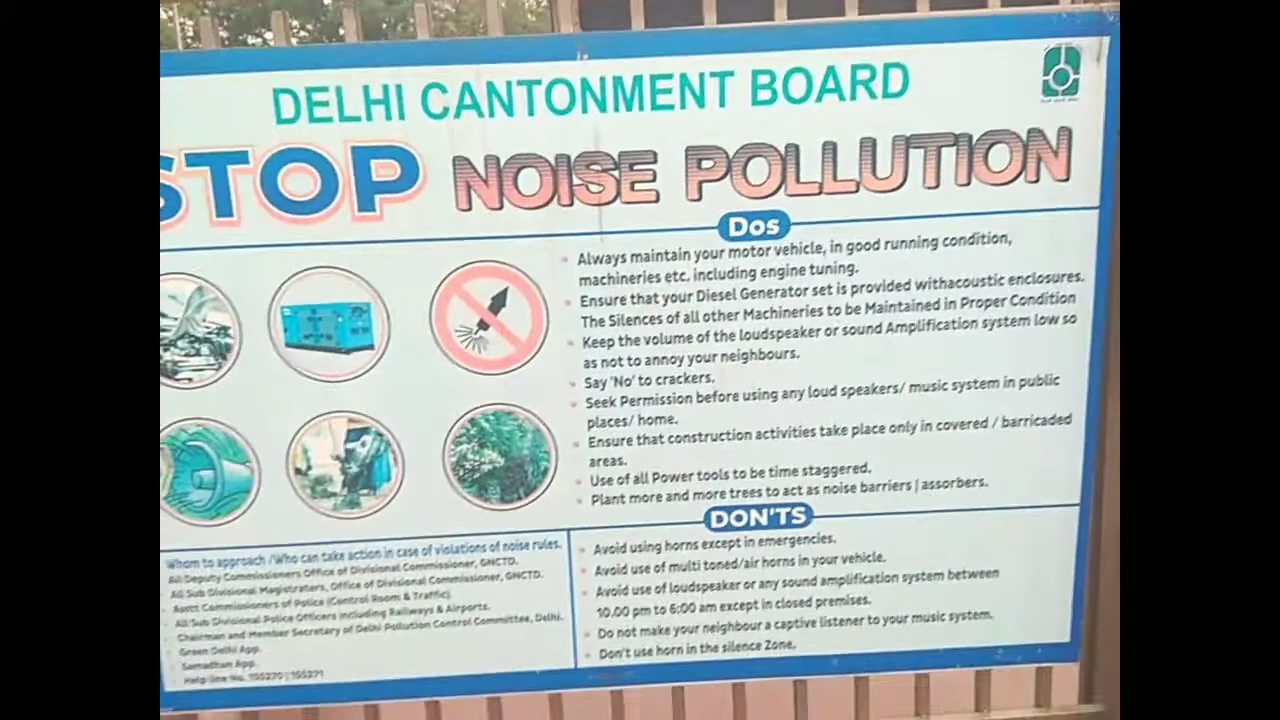 DELHI CANTONMENT BOARD
STOP NOISE POLLUTION
Dos
Always maintain your motor vehicle, in good running condition,
machineries etc. including engine tuning.
Ensure that your Diesel Generator set is provided withacoustic enclosures.
The Silences of all other Machineries to be Maintained in Proper Condition
Keep the volume of the loudspeaker or sound Amplification system low so
as not to annoy your neighbours.
Say 'No' to crackers.
Seek Permission before using any loud speakers/ music system in public
places/ home.
Ensure that construction activities take place only in covered / barricaded
areas.
Use of all Power tools to be time staggered.
Plant more and more trees to act as noise barriers | assorbers.
Whom to approach /Who can take action in case of violations of noise rules.
All Deputy Commissioners Office of Divisional Commissioner, GNCTD.
All Sub Divisional Magistraters, Office of Divisional Commissioner, GNCTD.
Asstt Commissioners of Police (Control Room & Traffic).
All Sub Divisional Police Officers including Railways & Airports.
Chairman and Member Secretary of Delhi Pollution Control Committee, Delhi.
Green Delhi App.
Samadhan App.
Help line No. 155270 | 155271
DON'TS
Avoid using horns except in emergencies.
Avoid use of multi toned/air horns in your vehicle.
Avoid use of loudspeaker or any sound amplification system between
10.00 pm to 6:00 am except in closed premises.
Do not make your neighbour a captive listener to your music system.
Don't use horn in the silence Zone.